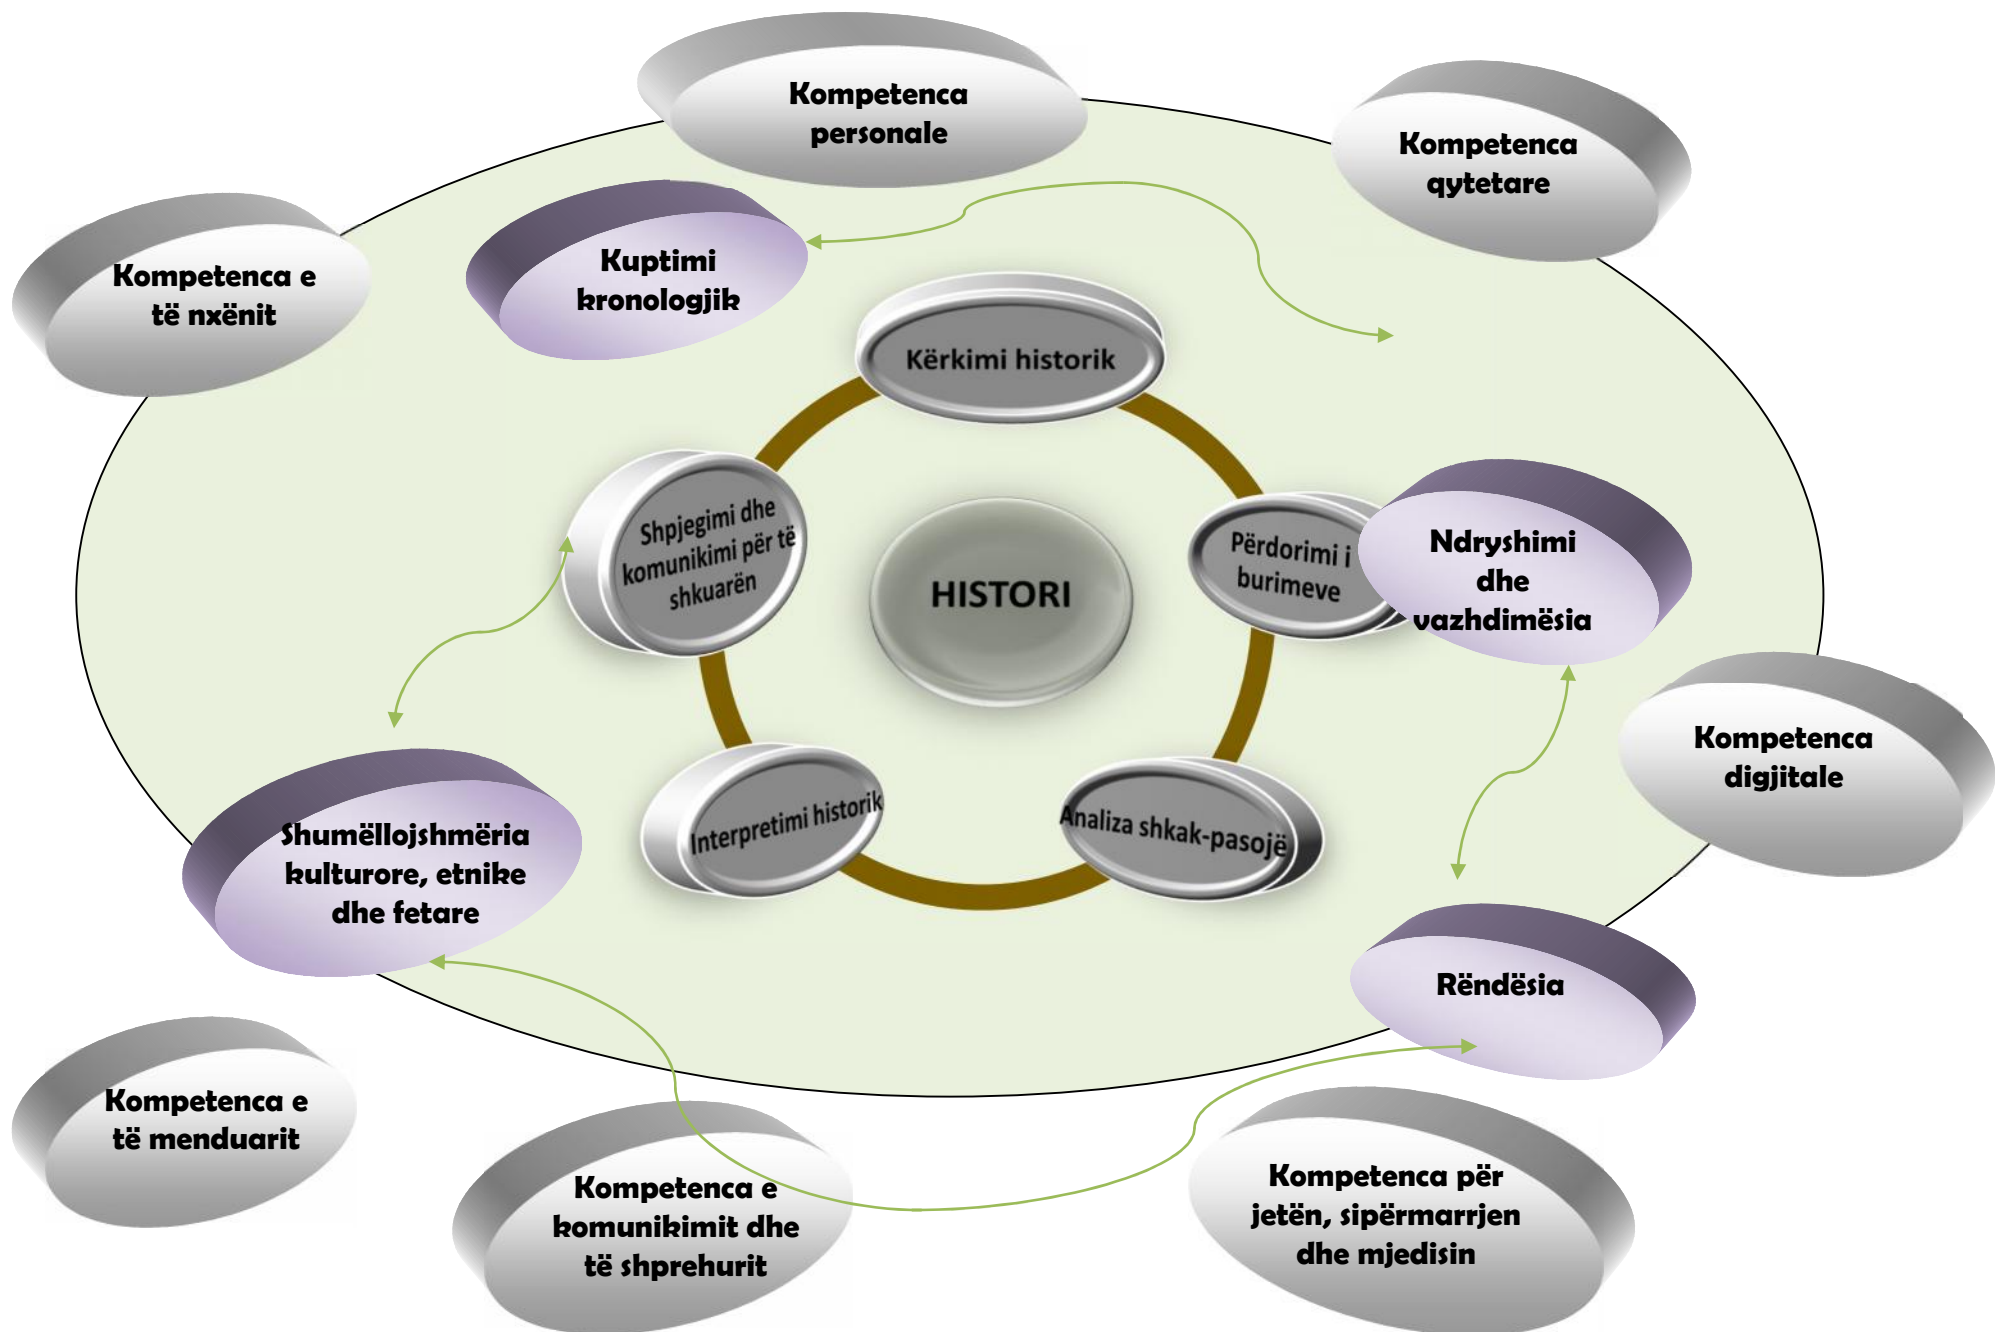 Kompetenca
personale
Kompetenca
qytetare
Kompetenca e
të nxënit
Kuptimi
kronologjik
Kërkimi historik
Shpjegimi dhe
komunikimi për të
shkuarën
HISTORI
Përdorimi i
burimeve
Ndryshimi
dhe
vazhdimësia
Kompetenca
digjitale
Interpretimi historik
Analiza shkak-pasojë
Shumëllojshmëria
kulturore, etnike
dhe fetare
Rëndësia
Kompetenca e
të menduarit
Kompetenca e
komunikimit dhe
të shprehurit
Kompetenca për
jetën, sipërmarrjen
dhe mjedisin